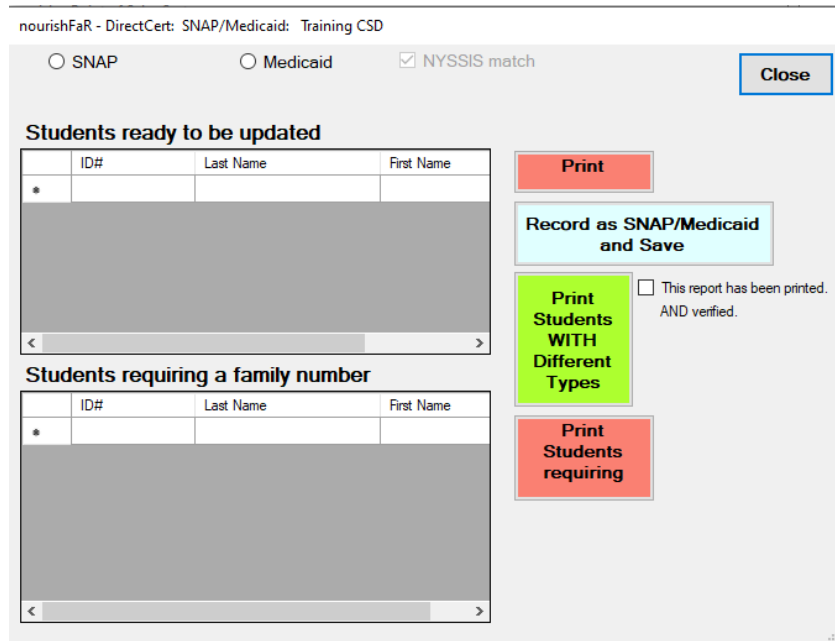 nourishFaR - DirectCert: SNAP/Medicaid: Training CSD
SNAP
Medicaid
NYSSIS match
Close
Students ready to be updated
ID#
Last Name
First Name
Print
Record as SNAP/Medicaid
and Save
Print
Students
WITH
Different
Types
This report has been printed.
AND verified.
Students requiring a family number
ID#
Last Name
First Name
Print
Students
requiring